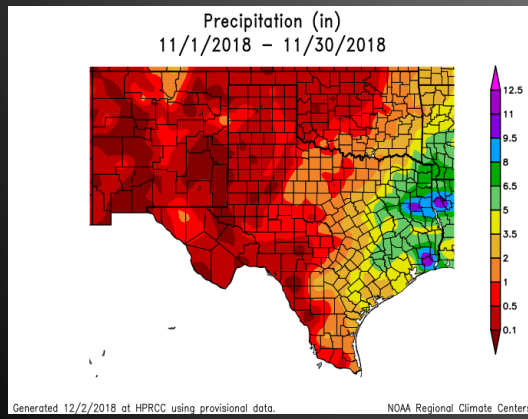 Precipitation (in)
11/1/2018 – 11/30/2018
12.5
11
9.5
8
6.5
5
3.5
2
1
0.5
0.1
Generated 12/2/2018 at HPRCC using provisional data.
NOAA Regional Climate Centers